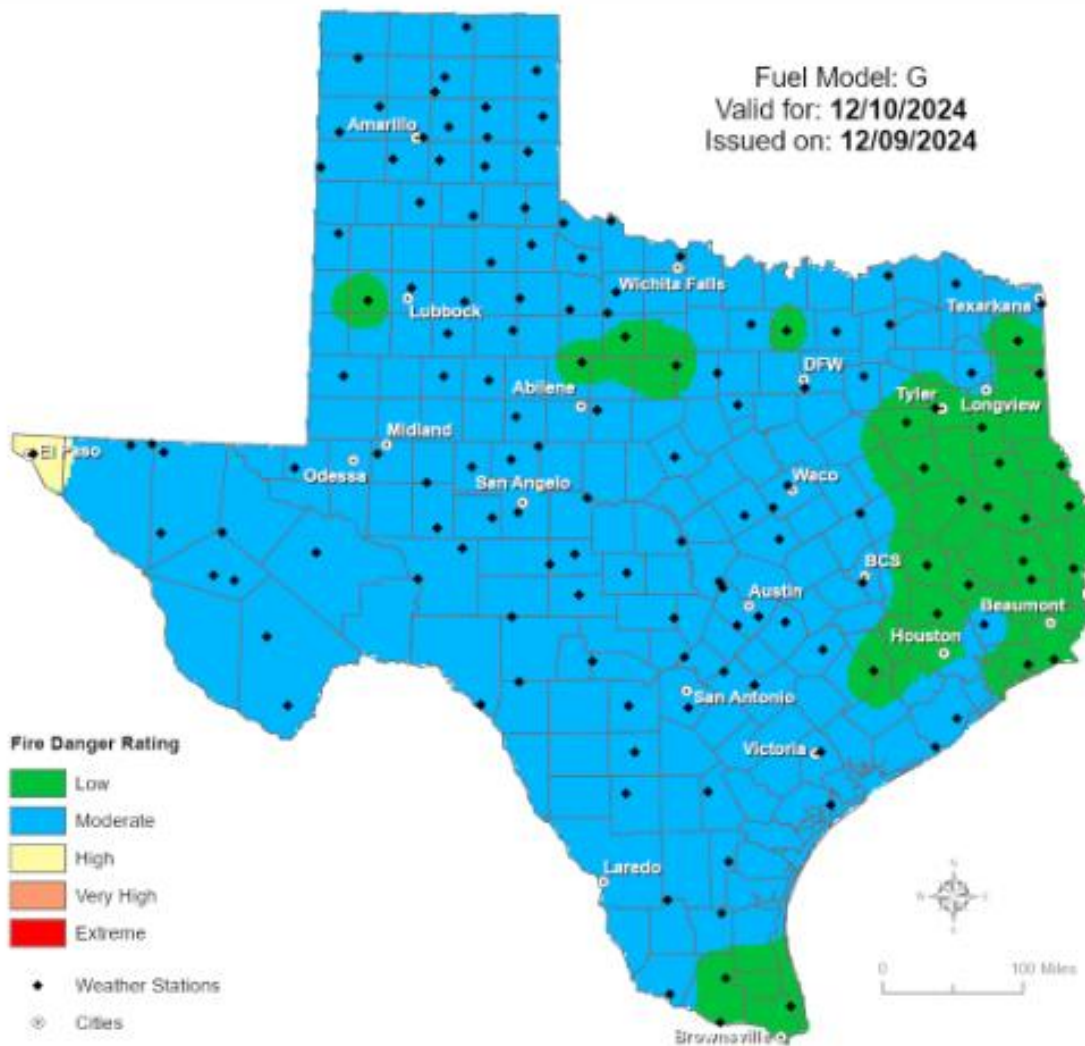 Fuel Model: G
Valid for: 12/10/2024
Issued on: 12/09/2024
Amarillo
Wichita Falls
Lubbock
Texarkana
DFW
Abilene
Tyler
Longview
Midland
El Paso
Odessa
San Angelo
Waco
BCS
Austin
Beaumont
Houston
San Antonio
Victoria
Laredo
Brownsville
Fire Danger Rating
Low
Moderate
High
Very High
Extreme
Weather Stations
Cities
N
W E
S
0 100 Miles